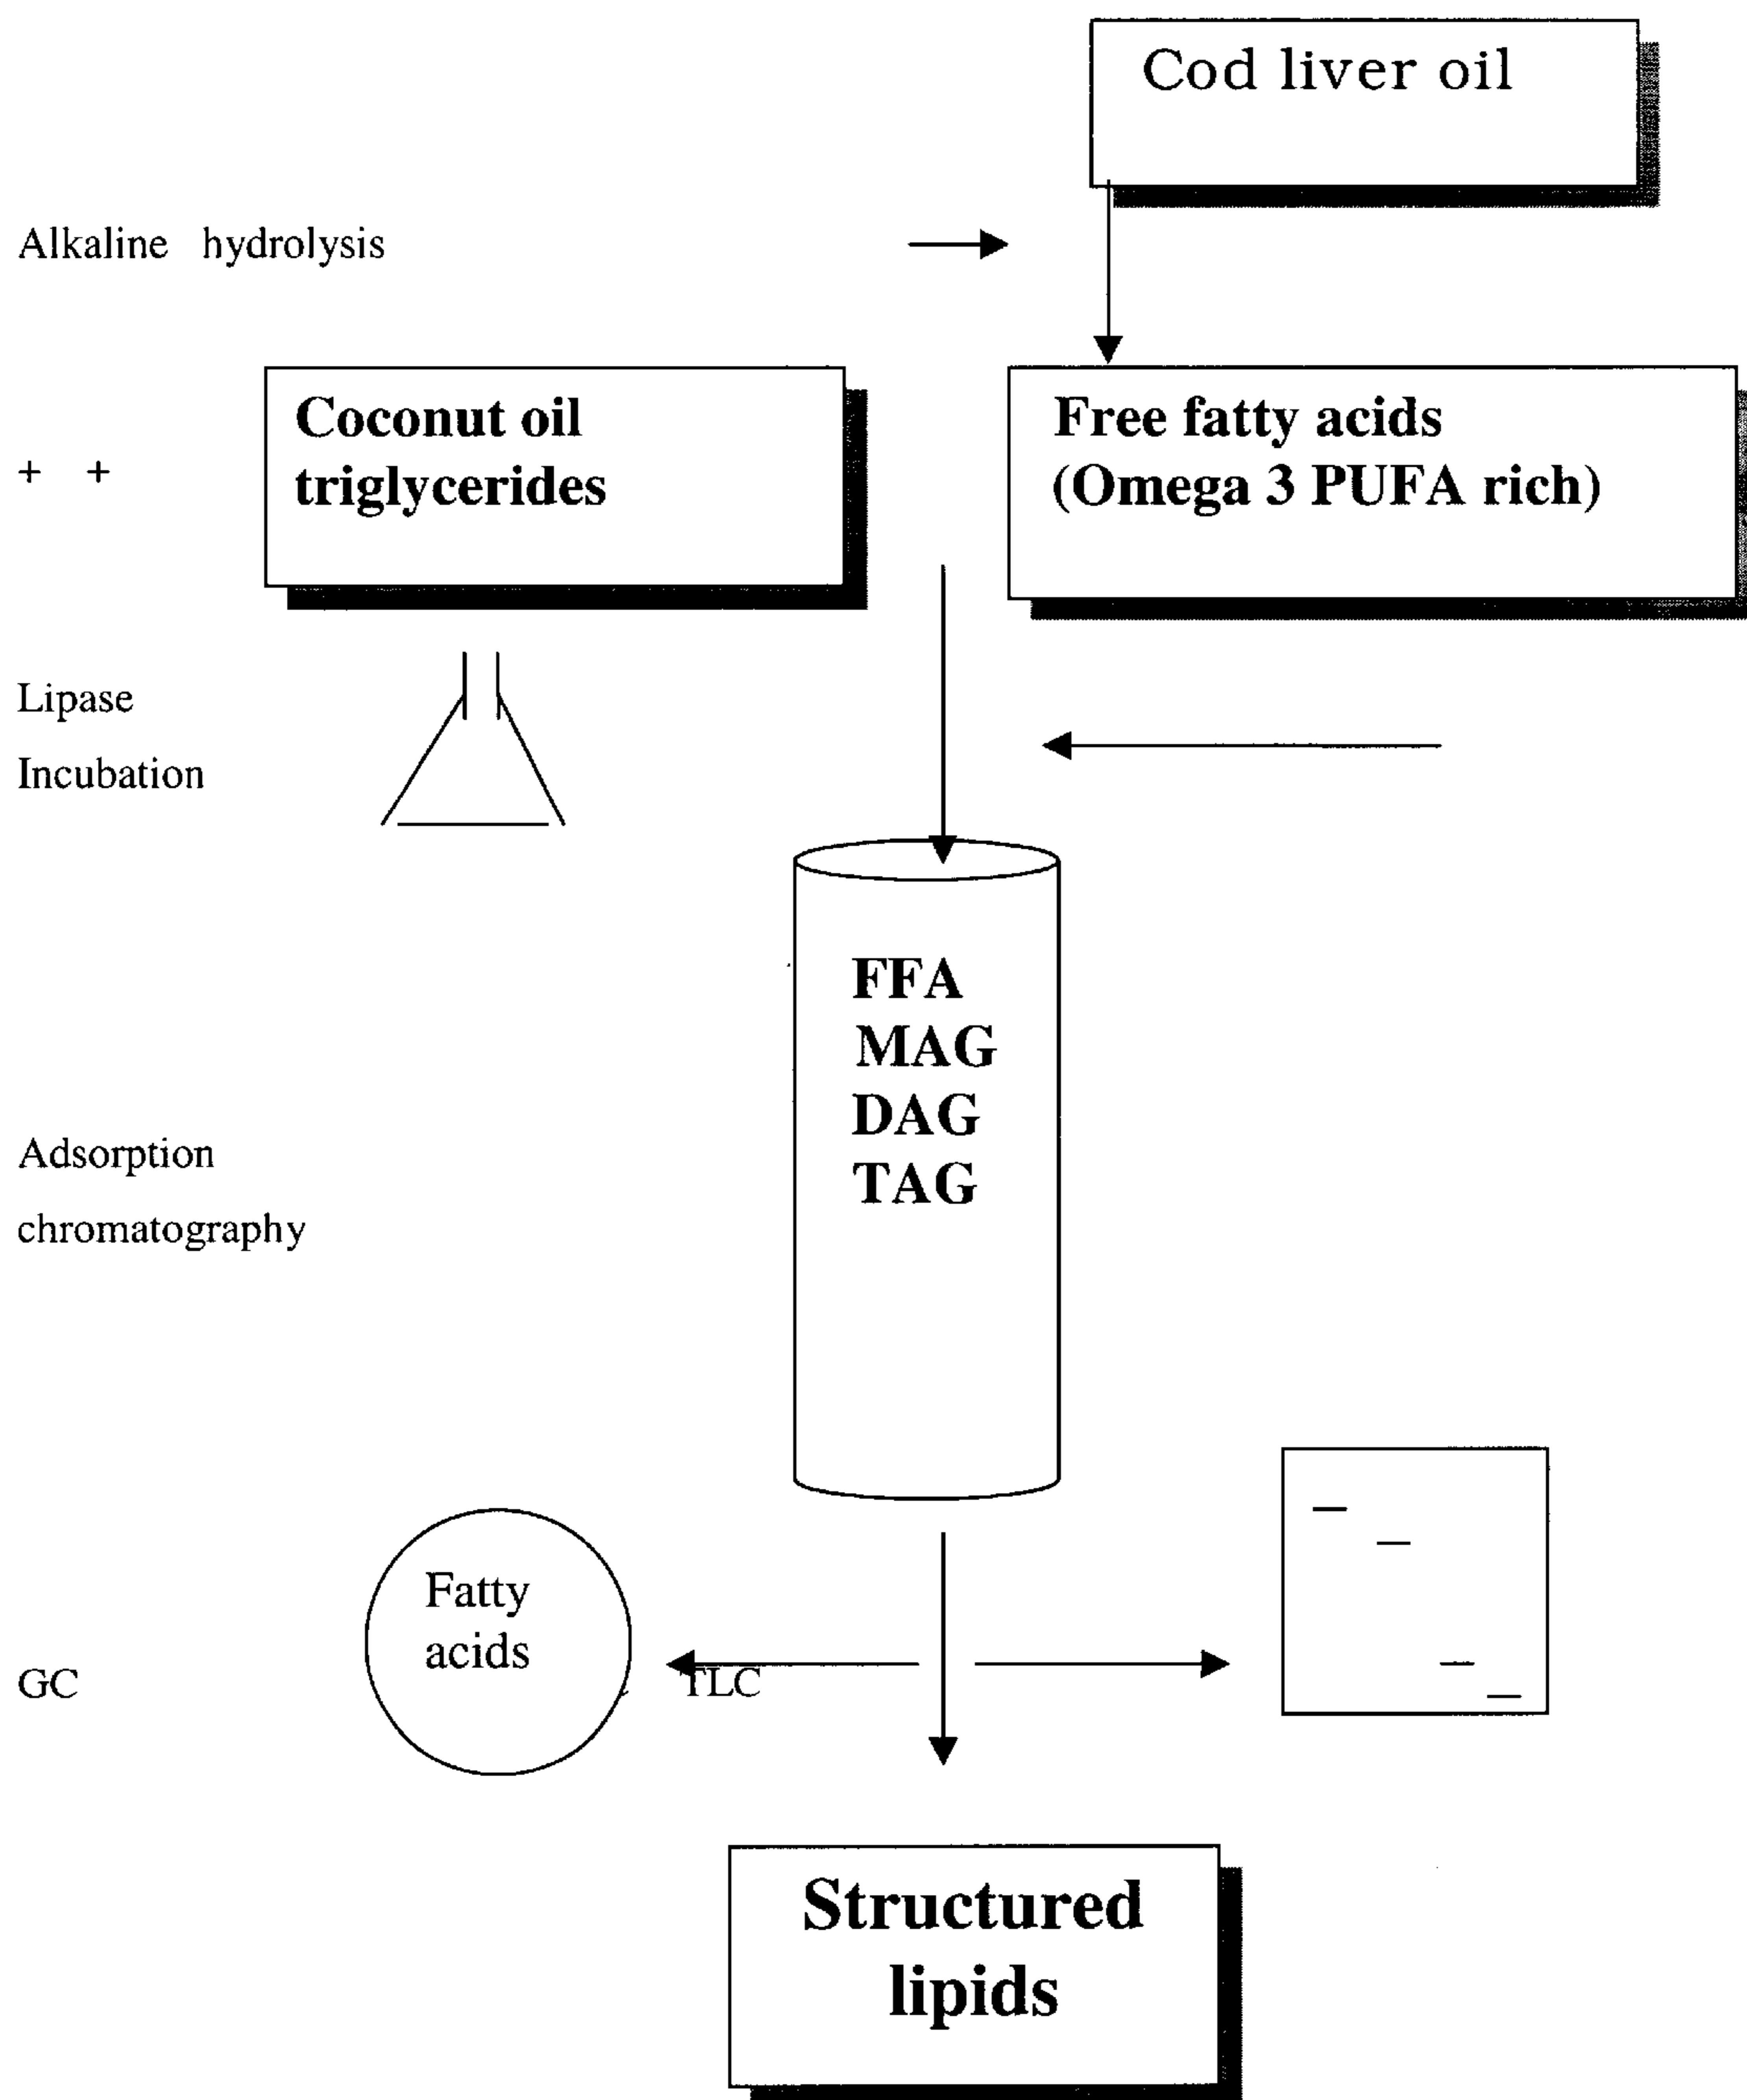 Cod liver oil
Alkaline hydrolysis
Coconut oil
triglycerides
Free fatty acids
(Omega 3 PUFA rich)
+ +
Lipase
Incubation
FFA
MAG
DAG
TAG
Adsorption
chromatography
Fatty
acids
GC
TLC
Structured
lipids